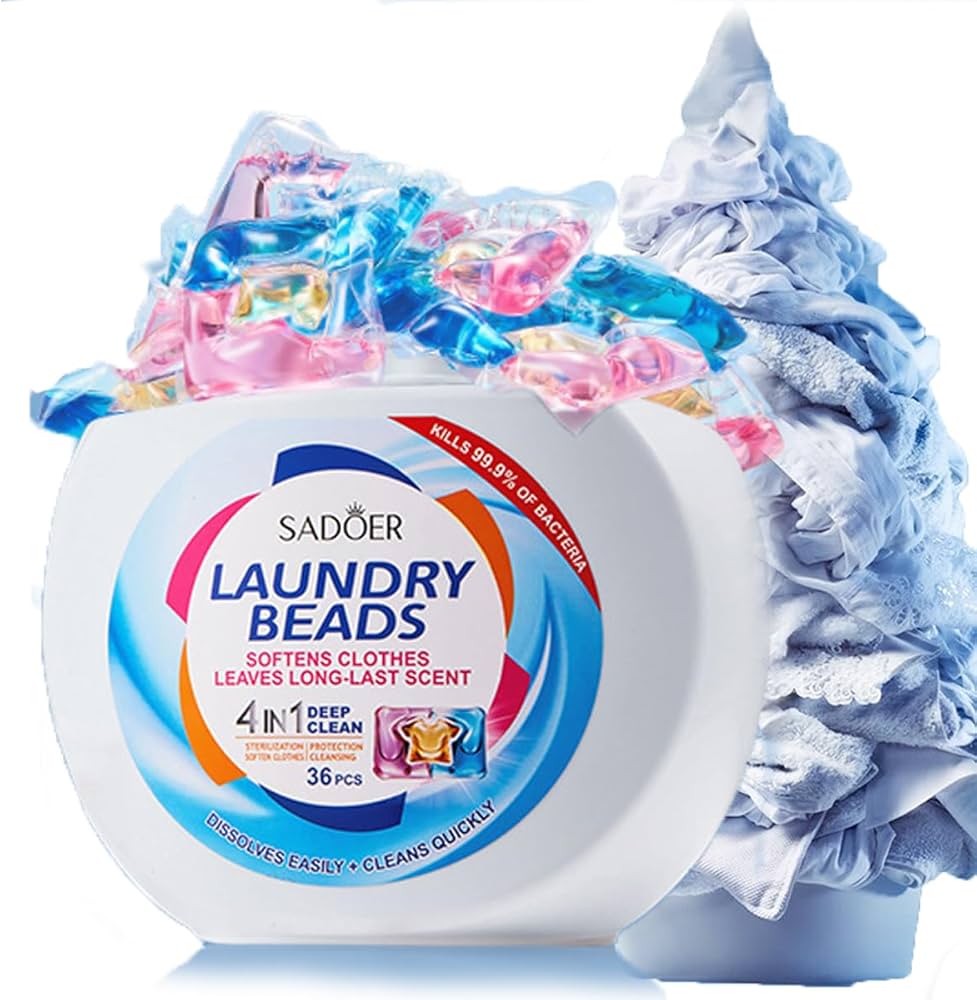 KILLS 99.9% OF BACTERIA
SADOER
LAUNDRY
BEADS
SOFTENS CLOTHES
LEAVES LONG-LAST SCENT
4 IN 1 DEEP CLEAN
STERILIZATION | PROTECTION
SOFTEN CLOTHES | CLEANSING
36 PCS
DISSOLVES EASILY + CLEANS QUICKLY